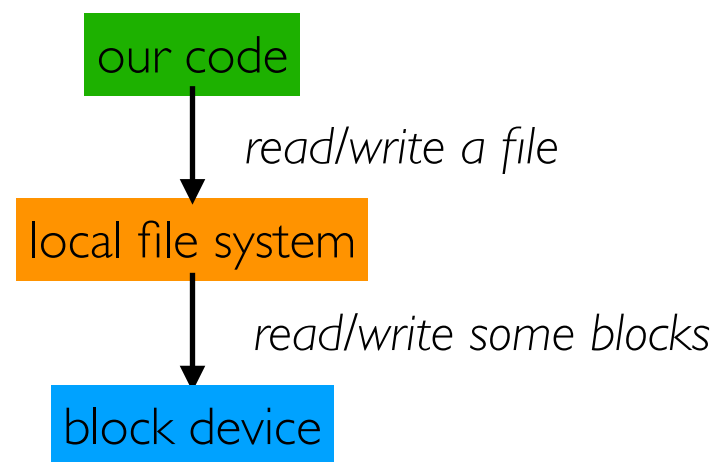 our code
read/write a file
local file system
read/write some blocks
block device